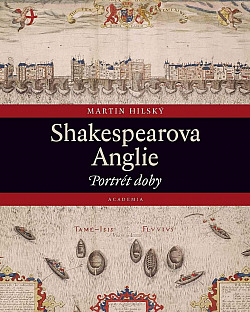 MARTIN HILSKÝ
Shakespearova
Anglie
Portrét doby
ACADEMIA
TAME-ISIS FLVVIVS